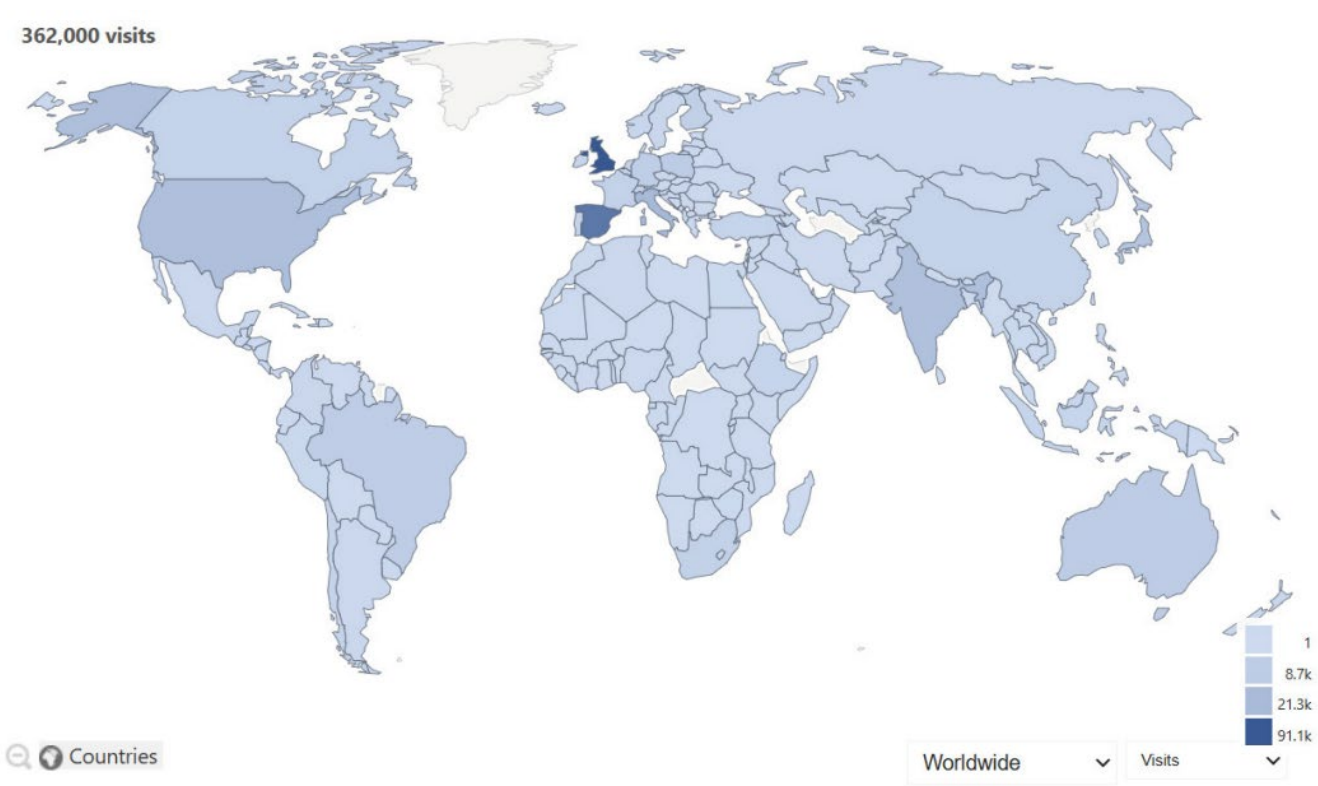 362,000 visits
1
8.7k
21.3k
91.1k
Countries
Worldwide
Visits